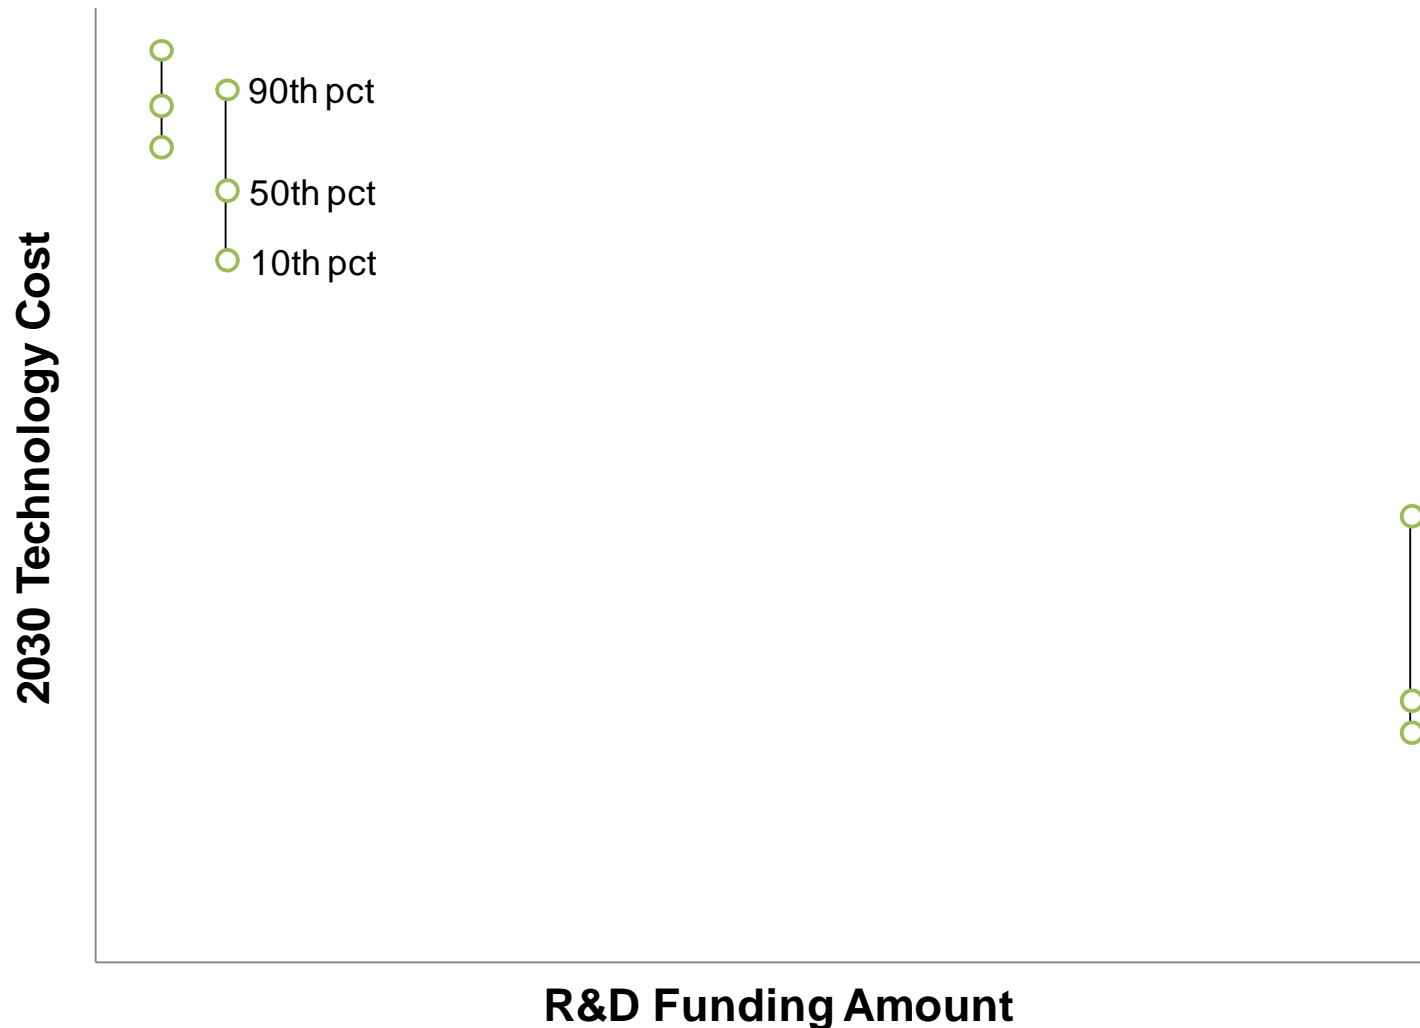 90th pct
50th pct
10th pct
2030 Technology Cost
R&D Funding Amount